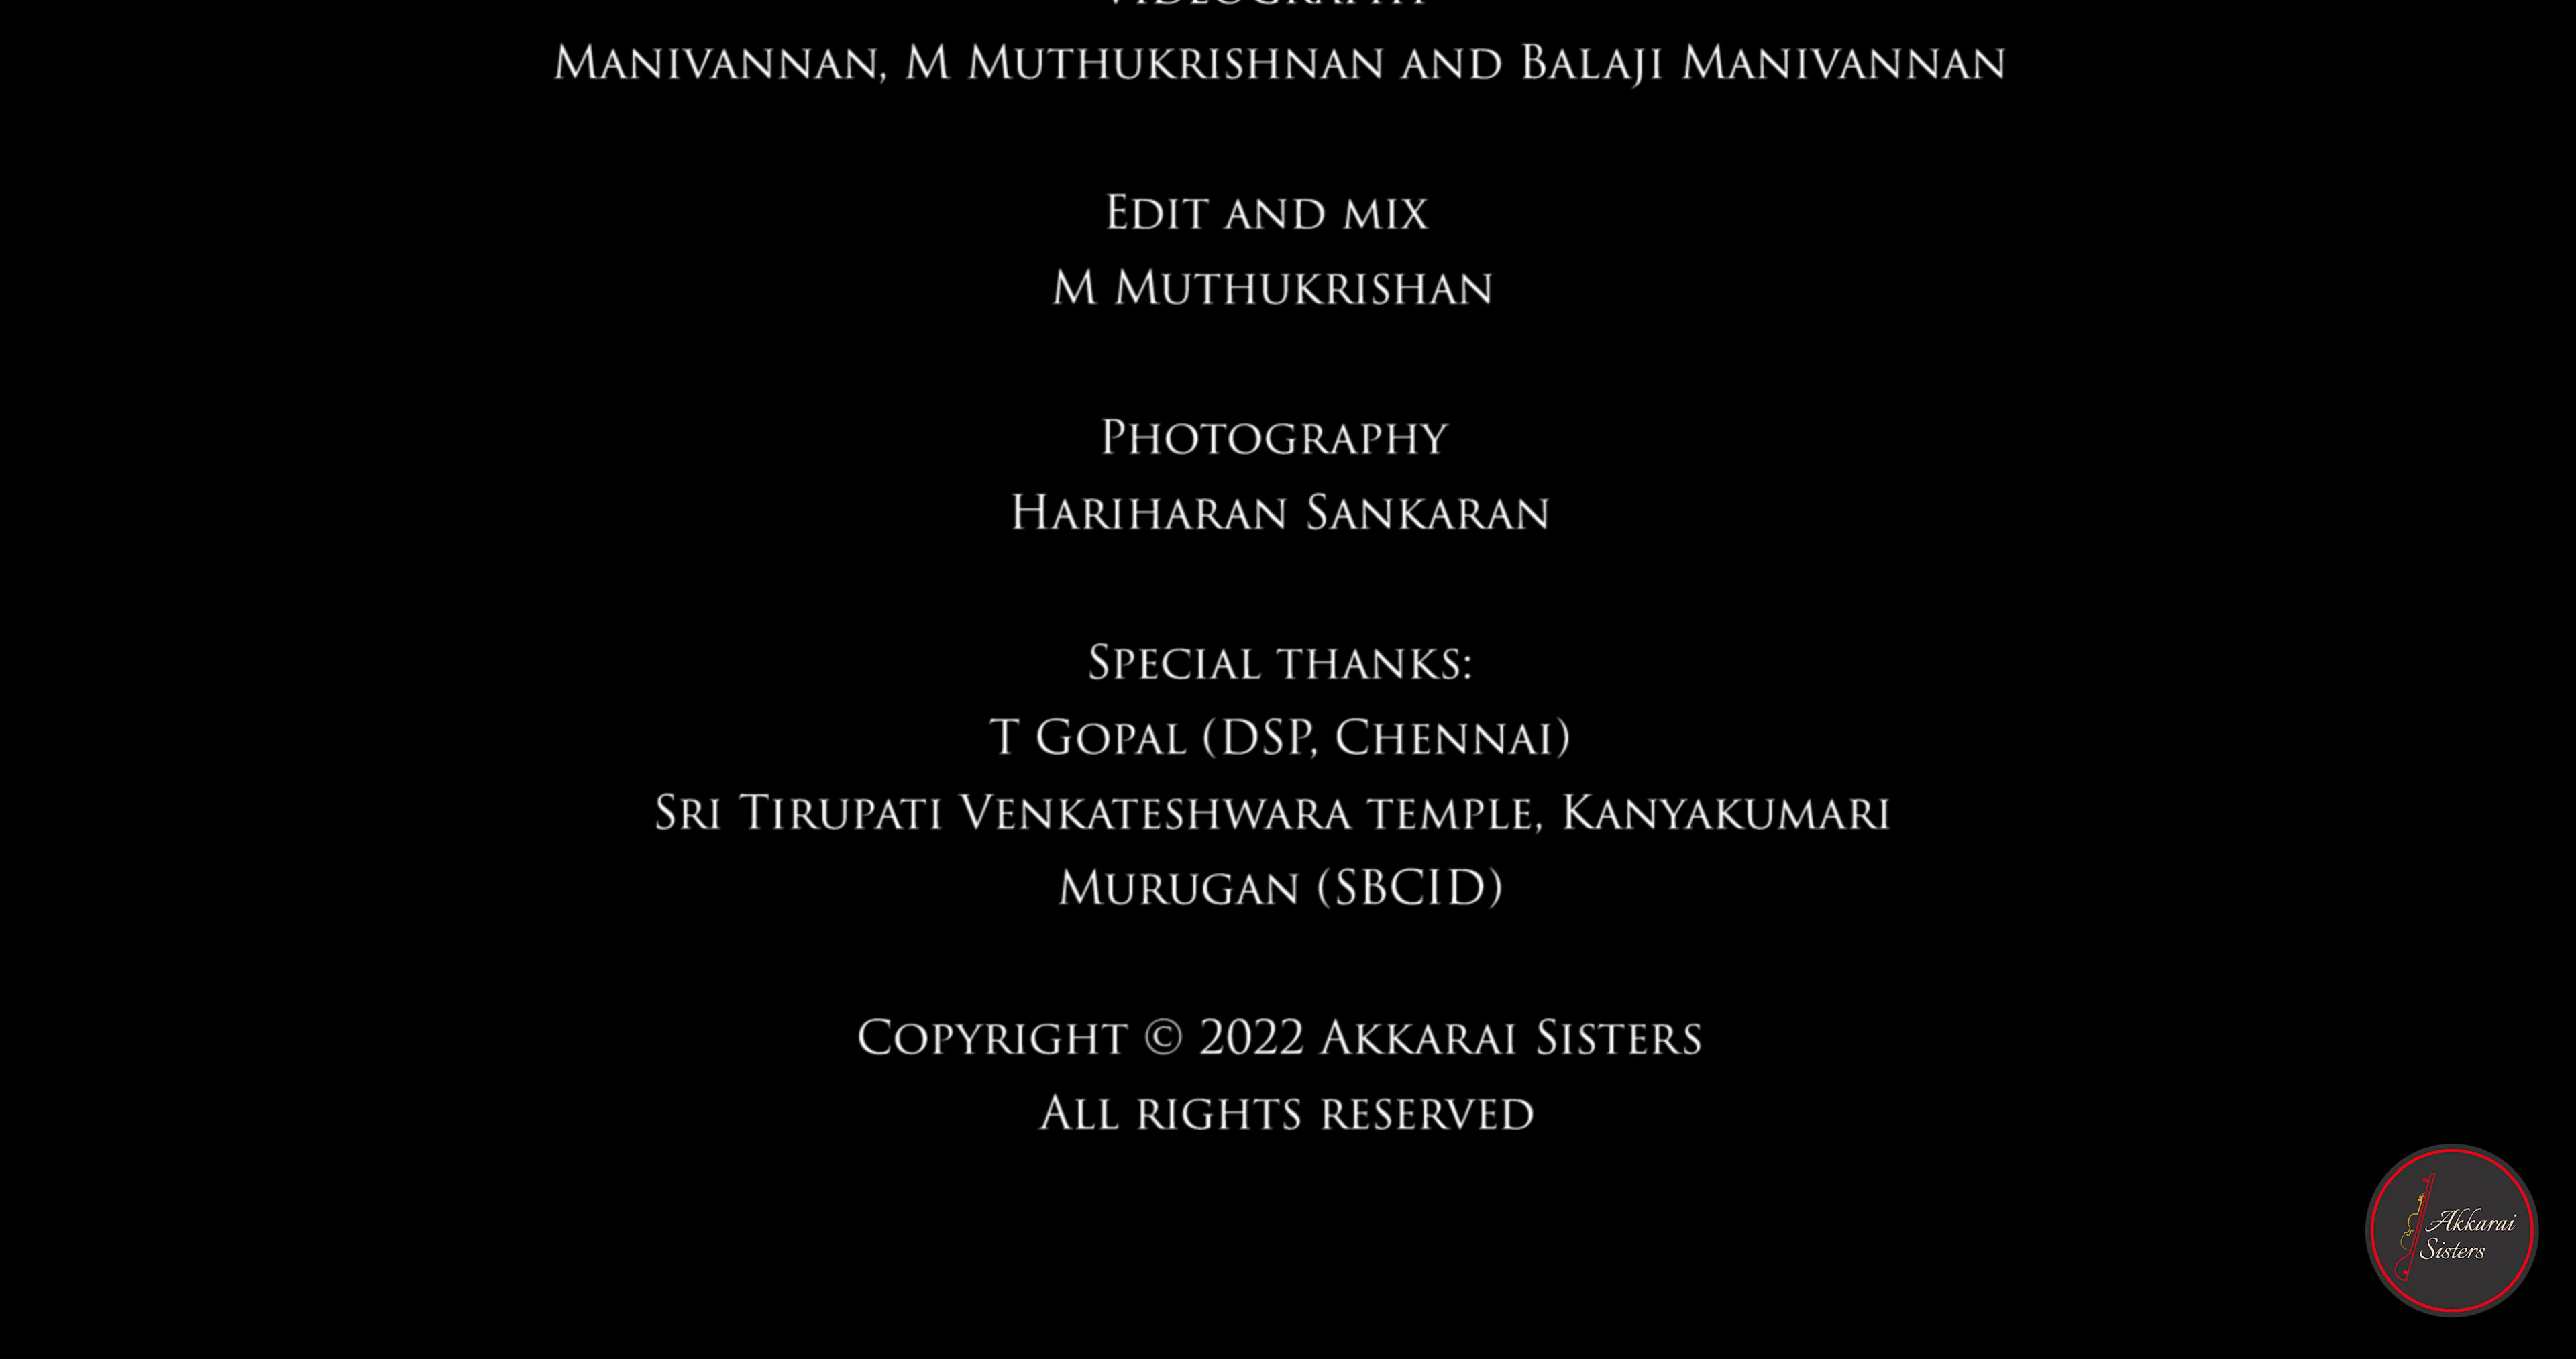 Videography
Manivannan, M Muthukrishnan and Balaji Manivannan
Edit and mix
M Muthukrishan
Photography
Hariharan Sankaran
Special thanks:
T Gopal (DSP, Chennai)
Sri Tirupati Venkateshwara temple, Kanyakumari
Murugan (SBCID)
Copyright © 2022 Akkarai Sisters
All rights reserved
Akkarai
Sisters